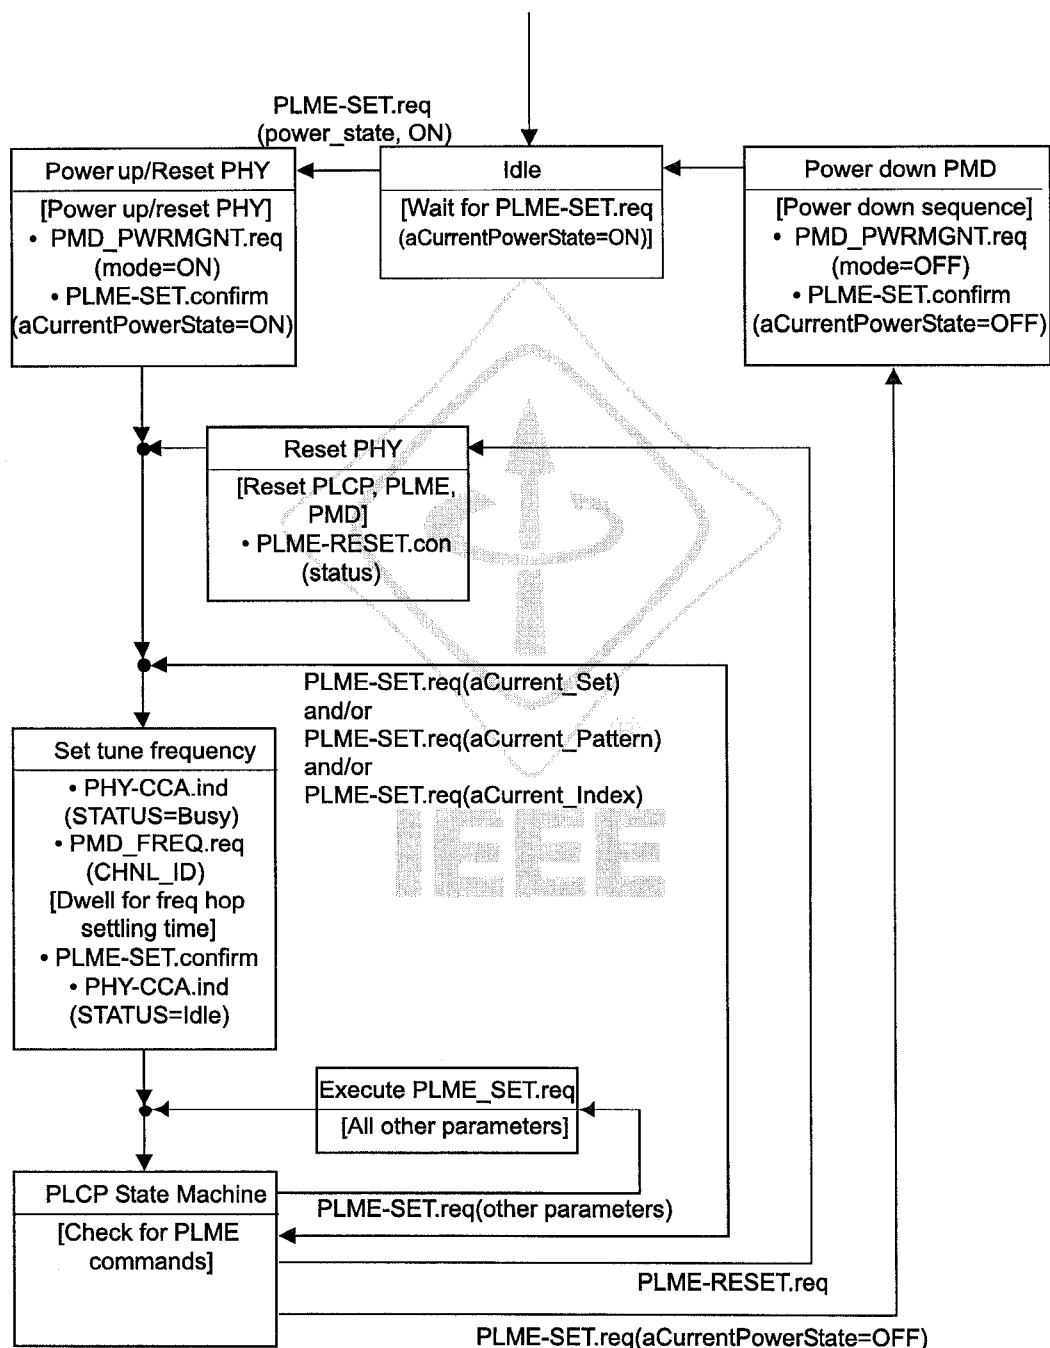 PLME-SET.req
(power_state, ON)
Power up/Reset PHY
[Power up/reset PHY]
• PMD_PWRMGNT.req
(mode=ON)
• PLME-SET.confirm
(aCurrentPowerState=ON)
Idle
[Wait for PLME-SET.req
(aCurrentPowerState=ON)]
Power down PMD
[Power down sequence]
• PMD_PWRMGNT.req
(mode=OFF)
• PLME-SET.confirm
(aCurrentPowerState=OFF)
Reset PHY
[Reset PLCP, PLME,
PMD]
• PLME-RESET.con
(status)
PLME-SET.req(aCurrent_Set)
and/or
PLME-SET.req(aCurrent_Pattern)
and/or
PLME-SET.req(aCurrent_Index)
IEEE
®
Set tune frequency
• PHY-CCA.ind
(STATUS=Busy)
• PMD_FREQ.req
(CHNL_ID)
[Dwell for freq hop
settling time]
• PLME-SET.confirm
• PHY-CCA.ind
(STATUS=Idle)
Execute PLME_SET.req
[All other parameters]
PLCP State Machine
[Check for PLME
commands]
PLME-SET.req(other parameters)
PLME-RESET.req
PLME-SET.req(aCurrentPowerState=OFF)